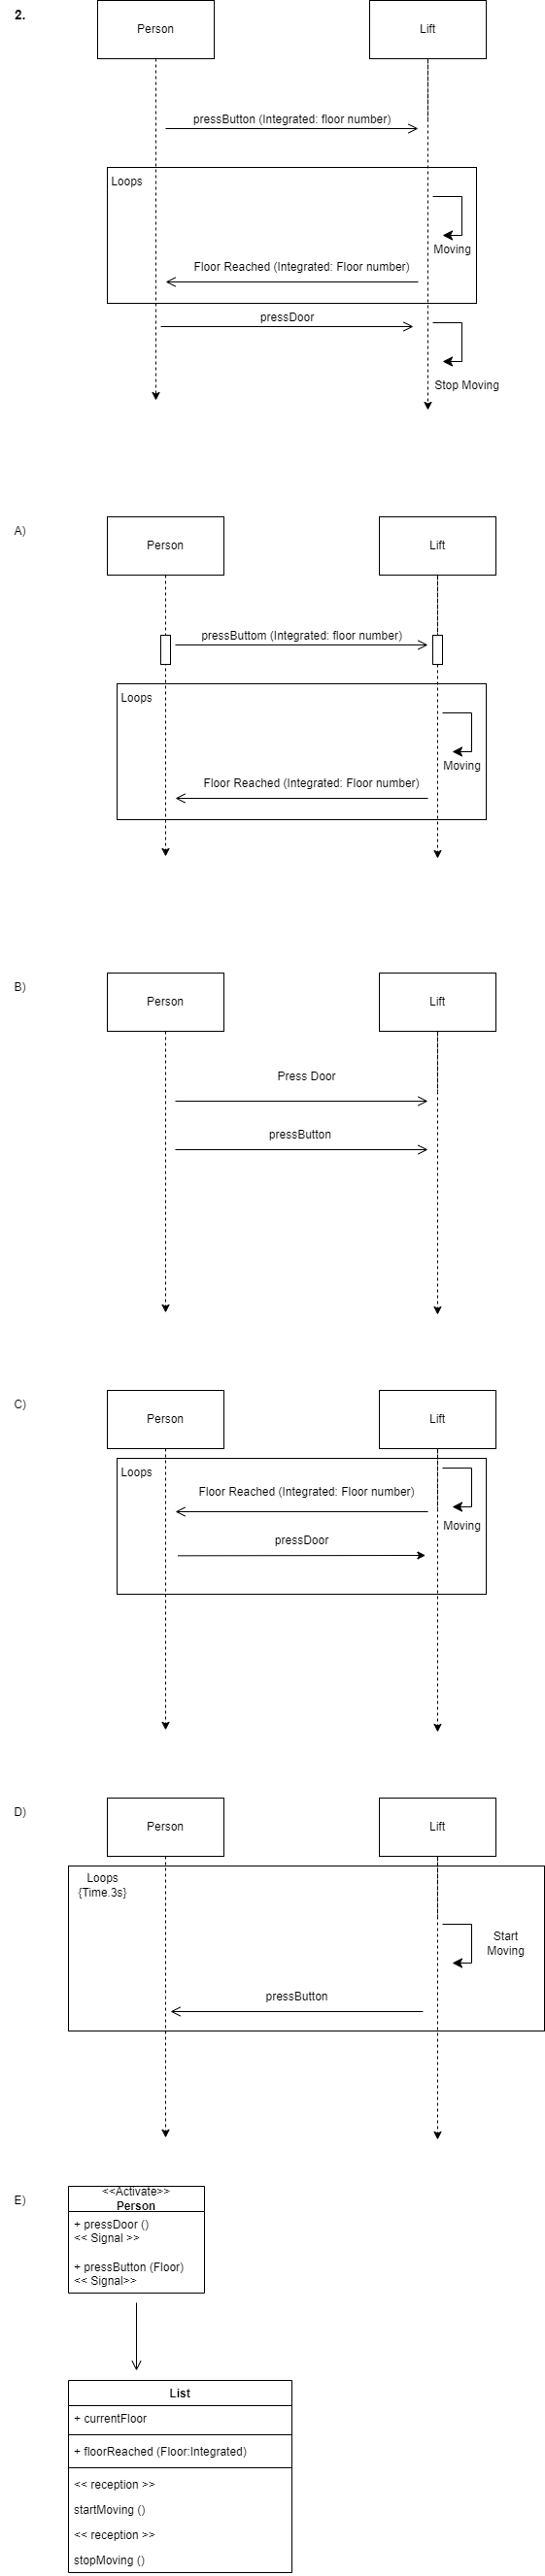 2.
Person
Lift
pressButton (Integrated: floor number)
Loops
Moving
Floor Reached (Integrated: Floor number)
pressDoor
Stop Moving
A)
Person
Lift
pressButtom (Integrated: floor number)
Loops
Moving
Floor Reached (Integrated: Floor number)
B)
Person
Lift
Press Door
pressButton
C)
Person
Lift
Loops
Floor Reached (Integrated: Floor number)
Moving
pressDoor
D)
Person
Lift
Loops
{Time.3s}
Start
Moving
pressButton
E)
<<Activate>>
Person
+ pressDoor ()
<< Signal >>
+ pressButton (Floor)
<< Signal>>
List
+ currentFloor
+ floorReached (Floor:Integrated)
<< reception >>
startMoving ()
<< reception >>
stopMoving ()